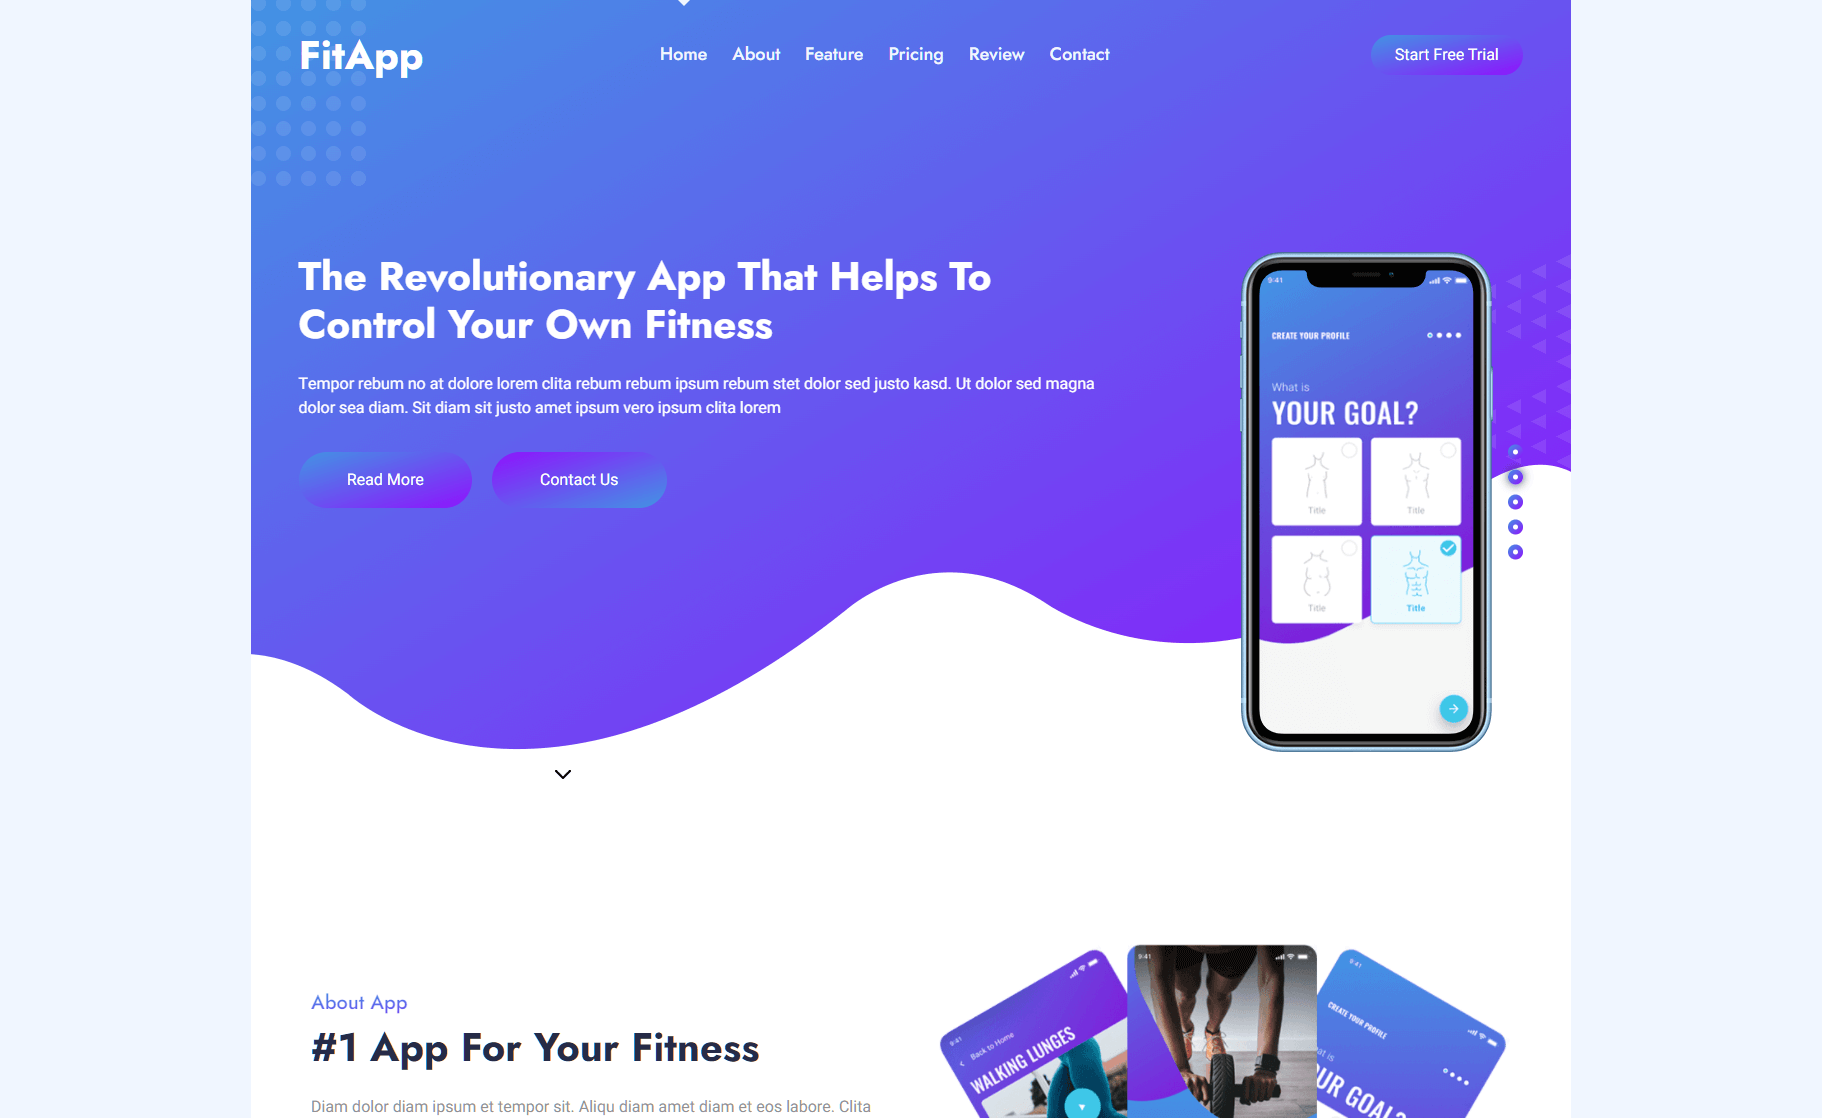 FitApp
Home About Feature Pricing Review Contact
Start Free Trial
The Revolutionary App That Helps To
Control Your Own Fitness
Tempor rebum no at dolore lorem clita rebum rebum ipsum rebum stet dolor sed justo kasd. Ut dolor sed magna
dolor sea diam. Sit diam sit justo amet ipsum vero ipsum clita lorem
Read More
Contact Us
9:41
CREATE YOUR PROFILE
What is
YOUR GOAL?
Title
Title
Title
Title
About App
#1 App For Your Fitness
Diam dolor diam ipsum et tempor sit. Aliqu diam amet diam et eos labore. Clita
9:41
Back to Home
WALKING LUNGES
9:41
9:41
CREATE YOUR PROFILE
What is
YOUR GOAL?